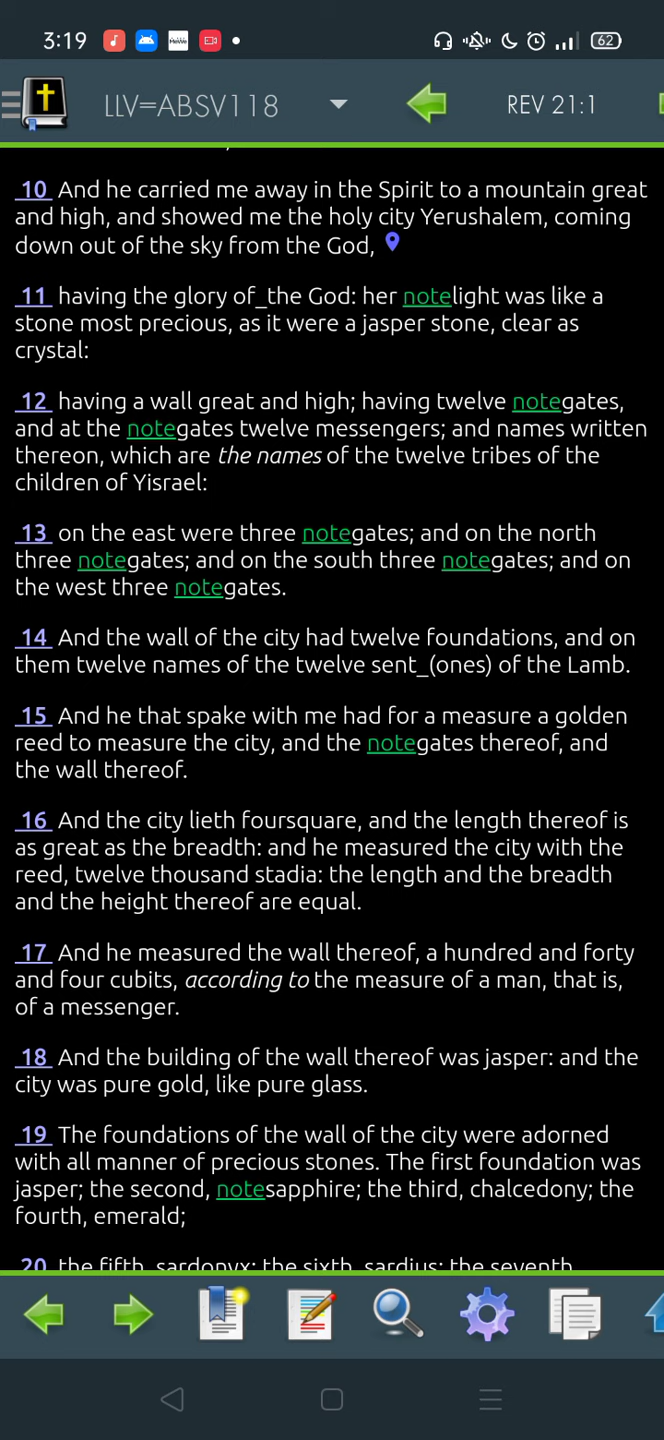 3:19
62
LLV=ABSV118
REV 21:1
10 And he carried me away in the Spirit to a mountain great
and high, and showed me the holy city Yerushalem, coming
down out of the sky from the God,
11 having the glory of_the God: her notelight was like a
stone most precious, as it were a jasper stone, clear as
crystal:
12 having a wall great and high; having twelve notegates,
and at the notegates twelve messengers; and names written
thereon, which are the names of the twelve tribes of the
children of Yisrael:
13 on the east were three notegates; and on the north
three notegates; and on the south three notegates; and on
the west three notegates.
14 And the wall of the city had twelve foundations, and on
them twelve names of the twelve sent_(ones) of the Lamb.
15 And he that spake with me had for a measure a golden
reed to measure the city, and the notegates thereof, and
the wall thereof.
16 And the city lieth foursquare, and the length thereof is
as great as the breadth: and he measured the city with the
reed, twelve thousand stadia: the length and the breadth
and the height thereof are equal.
17 And he measured the wall thereof, a hundred and forty
and four cubits, according to the measure of a man, that is,
of a messenger.
18 And the building of the wall thereof was jasper: and the
city was pure gold, like pure glass.
19 The foundations of the wall of the city were adorned
with all manner of precious stones. The first foundation was
jasper; the second, notesapphire; the third, chalcedony; the
fourth, emerald;
20 the fifth, sardonyx; the sixth, sardius; the seventh,